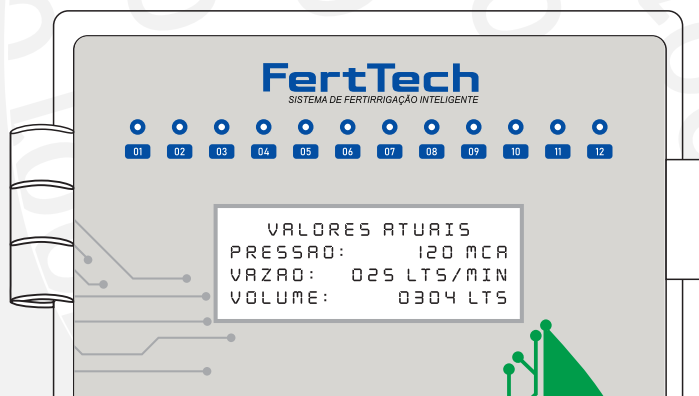 FertTech
SISTEMA DE FERTIRRIGAÇÃO INTELIGENTE
01 02 03 04 05 06 07 08 09 10 11 12
VALORES ATUAIS
PRESSAO: 120 MCA
VAZAO: 025 LTS/MIN
VOLUME: 0304 LTS